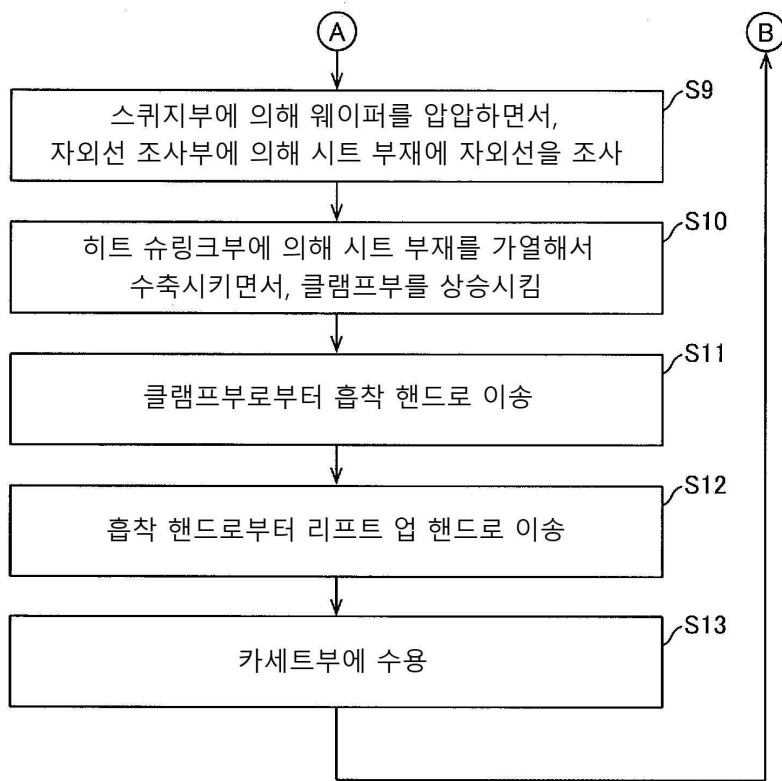 A
B
S9
스퀴지부에 의해 웨이퍼를 압압하면서,
자외선 조사부에 의해 시트 부재에 자외선을 조사
S10
히트 슈링크부에 의해 시트 부재를 가열해서
수축시키면서, 클램프부를 상승시킴
S11
클램프부로부터 흡착 핸드로 이송
S12
흡착 핸드로부터 리프트 업 핸드로 이송
S13
카세트부에 수용